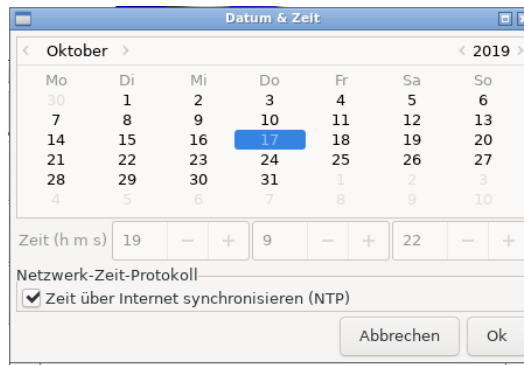 Datum & Zeit
< Oktober > < 2019 >
Mo Di Mi Do Fr Sa So
30 1 2 3 4 5 6
7 8 9 10 11 12 13
14 15 16 17 18 19 20
21 22 23 24 25 26 27
28 29 30 31 1 2 3
4 5 6 7 8 9 10
Zeit (h m s) 19 − + 9 − + 22 − +
Netzwerk-Zeit-Protokoll
Zeit über Internet synchronisieren (NTP)
Abbrechen Ok